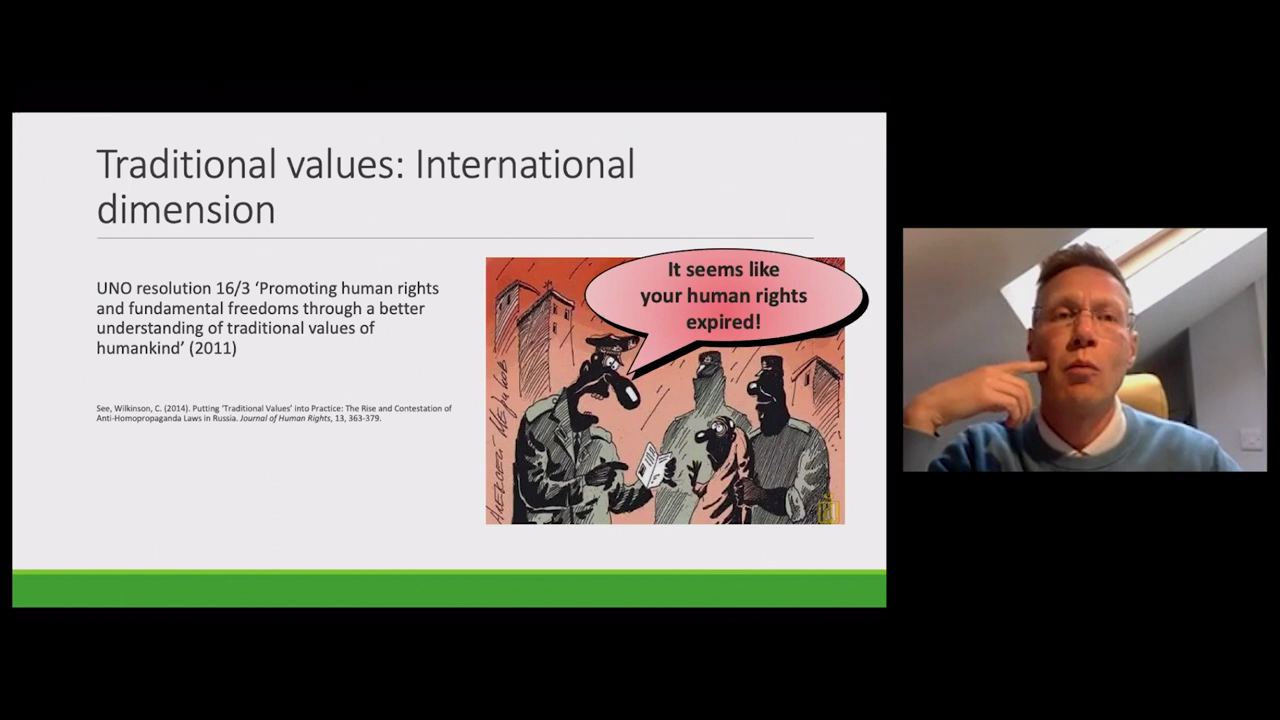 Traditional values: International
dimension
UNO resolution 16/3 ‘Promoting human rights
and fundamental freedoms through a better
understanding of traditional values of
humankind’ (2011)
See, Wilkinson, C. (2014). Putting ‘Traditional Values’ into Practice: The Rise and Contestation of
Anti-Homopropaganda Laws in Russia. Journal of Human Rights, 13, 363-379.
It seems like
your human rights
expired!